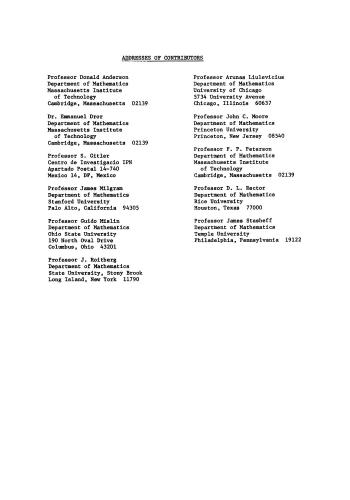 ADDRESSES OF CONTRIBUTORS
Professor Donald Anderson
Department of Mathematics
Massachusetts Institute
of Technology
Cambridge, Massachusetts 02139
Dr. Emmanuel Dror
Department of Mathematics
Massachusetts Institute
of Technology
Cambridge, Massachusetts 02139
Professor S. Gitler
Centro de Investigacio IPN
Apartado Postal 14-740
Mexico 14, DF, Mexico
Professor James Milgram
Department of Mathematics
Stanford University
Palo Alto, California 94305
Professor Guido Mislin
Department of Mathematics
Ohio State University
190 North Oval Drive
Columbus, Ohio 43201
Professor J. Roitberg
Department of Mathematics
State University, Stony Brook
Long Island, New York 11790
Professor Arunas Liulevicius
Department of Mathematics
University of Chicago
5734 University Avenue
Chicago, Illinois 60637
Professor John C. Moore
Department of Mathematics
Princeton University
Princeton, New Jersey 08540
Professor F. P. Peterson
Department of Mathematics
Massachusetts Institute
of Technology
Cambridge, Massachusetts 02139
Professor D. L. Rector
Department of Mathematics
Rice University
Houston, Texas 77000
Professor James Stasheff
Department of Mathematics
Temple University
Philadelphia, Pennsylvania 19122